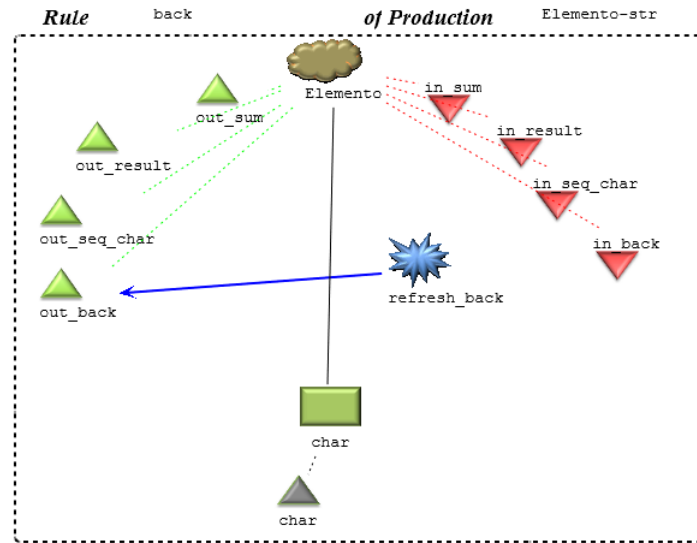 Rule back of Production Elemento-str
Elemento
in_sum
out_sum
in_result
out_result
in_seq_char
out_seq_char
in_back
out_back
refresh_back
char
char